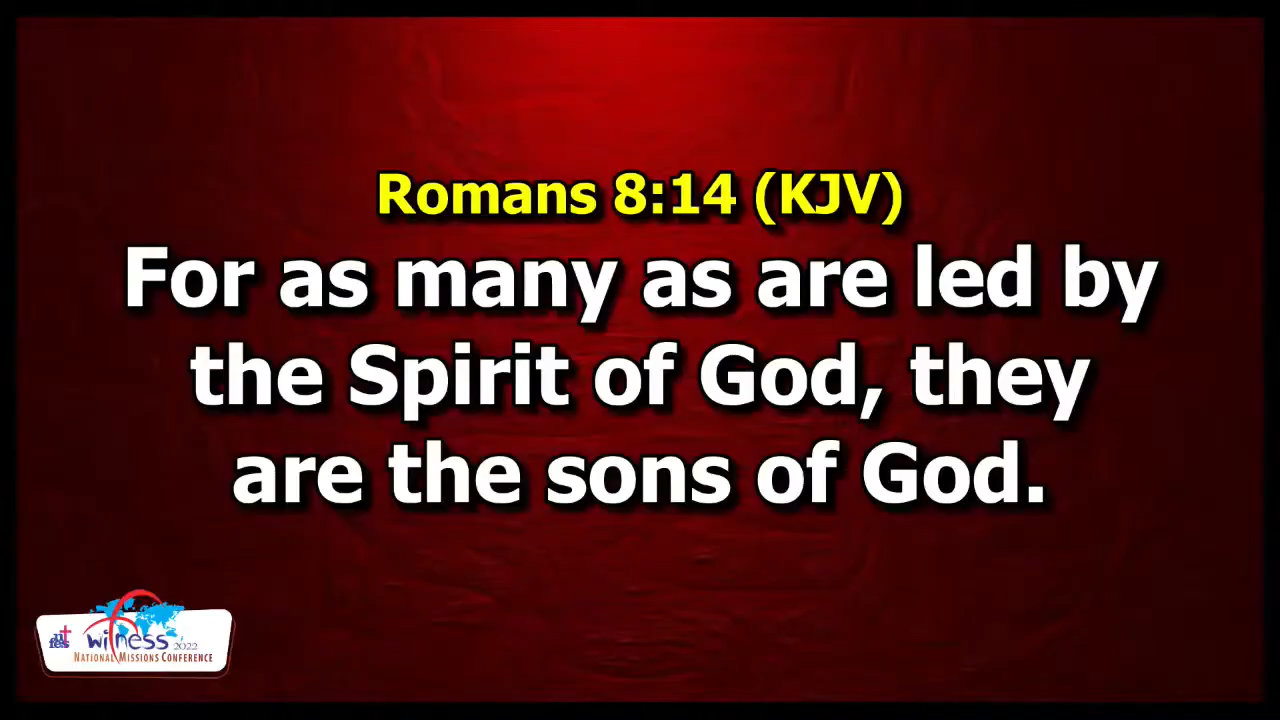 Romans 8:14 (KJV)
For as many as are led by
the Spirit of God, they
are the sons of God.
witness 2022
NATIONAL MISSIONS CONFERENCE